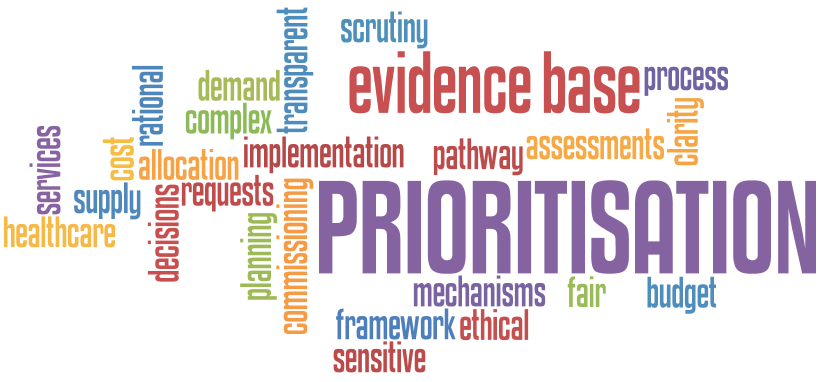 transparent
scrutiny
evidence base
process
demand
rational
complex
clarity
services
cost
allocation
implementation
pathway
assessments
supply
decisions
requests
commissioning
PRIORITISATION
healthcare
planning
mechanisms
fair
budget
framework
ethical
sensitive